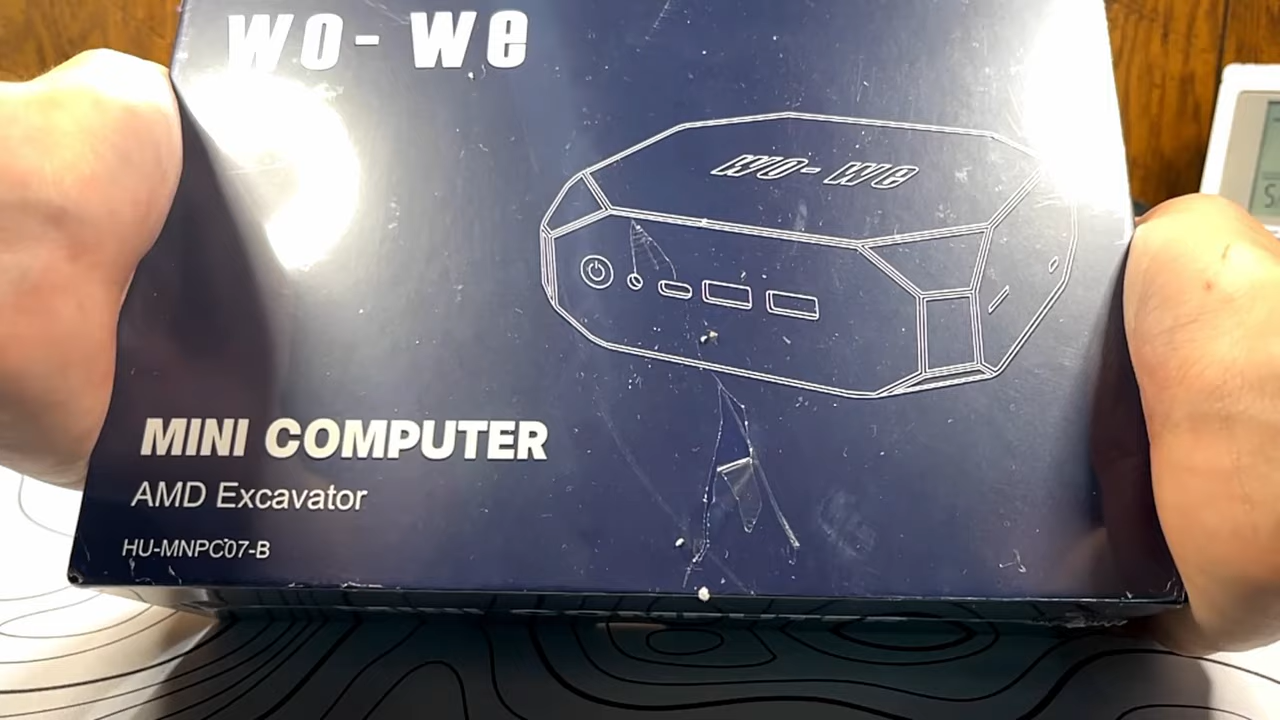 wo-we
wo-we
MINI COMPUTER
AMD Excavator
HU-MNPC07-B